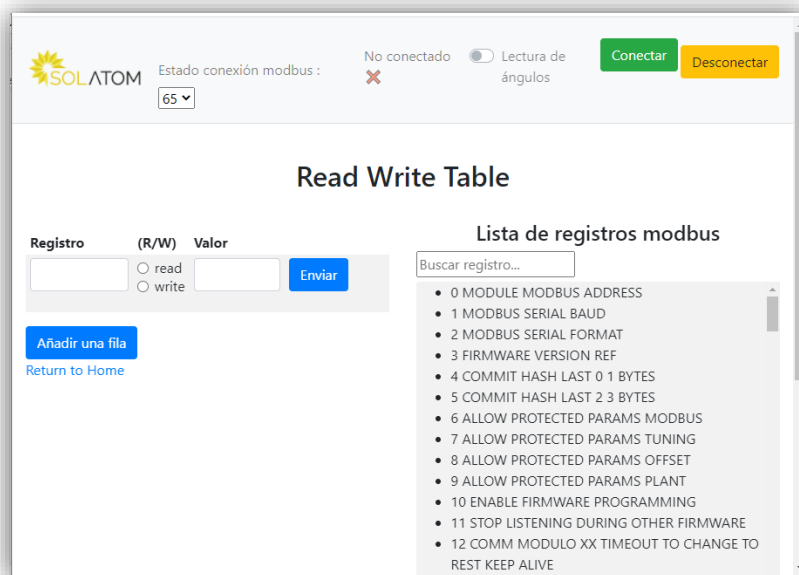 SOLATOM
Estado conexión modbus :
65
No conectado
Lectura de
ángulos
Conectar
Desconectar
Read Write Table
Registro (R/W) Valor
read
write
Enviar
Añadir una fila
Return to Home
Lista de registros modbus
Buscar registro...
• 0 MODULE MODBUS ADDRESS
• 1 MODBUS SERIAL BAUD
• 2 MODBUS SERIAL FORMAT
• 3 FIRMWARE VERSION REF
• 4 COMMIT HASH LAST 0 1 BYTES
• 5 COMMIT HASH LAST 2 3 BYTES
• 6 ALLOW PROTECTED PARAMS MODBUS
• 7 ALLOW PROTECTED PARAMS TUNING
• 8 ALLOW PROTECTED PARAMS OFFSET
• 9 ALLOW PROTECTED PARAMS PLANT
• 10 ENABLE FIRMWARE PROGRAMMING
• 11 STOP LISTENING DURING OTHER FIRMWARE
• 12 COMM MODULO XX TIMEOUT TO CHANGE TO
REST KEEP ALIVE